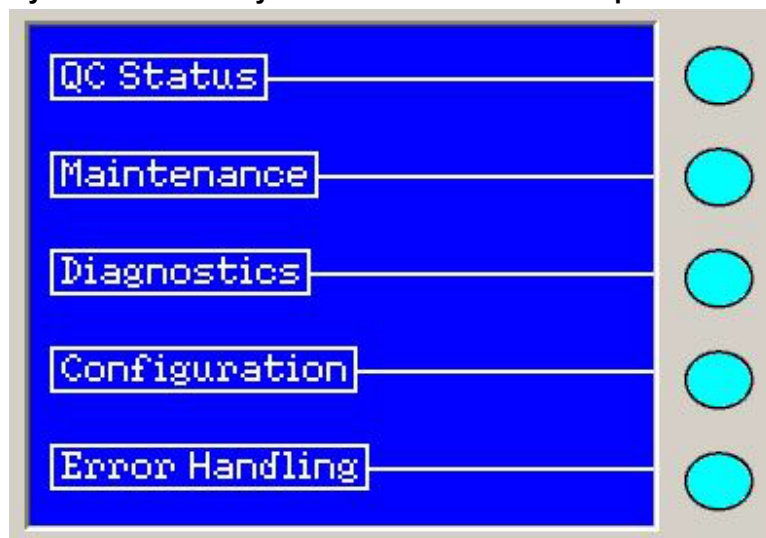 QC Status
Maintenance
Diagnostics
Configuration
Error Handling